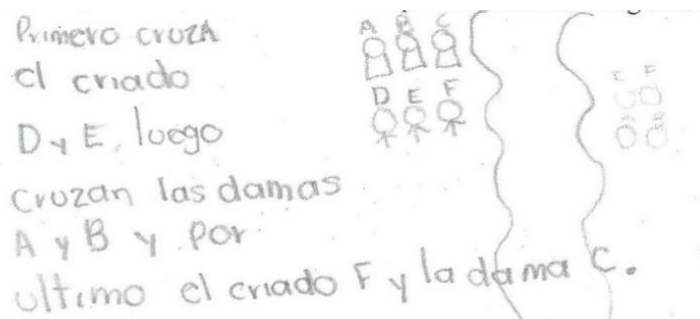 Primero cruza
el criado
D y E. luego
cruzan las damas
A y B y por
ultimo el criado F y la dama C.
A B C
D E F